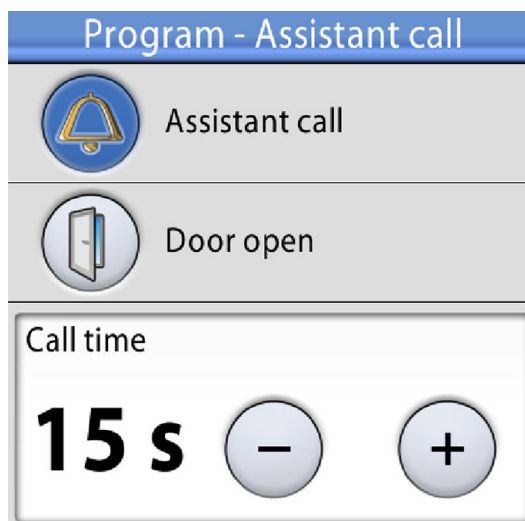 Program - Assistant call
Assistant call
Door open
Call time
15 s - +